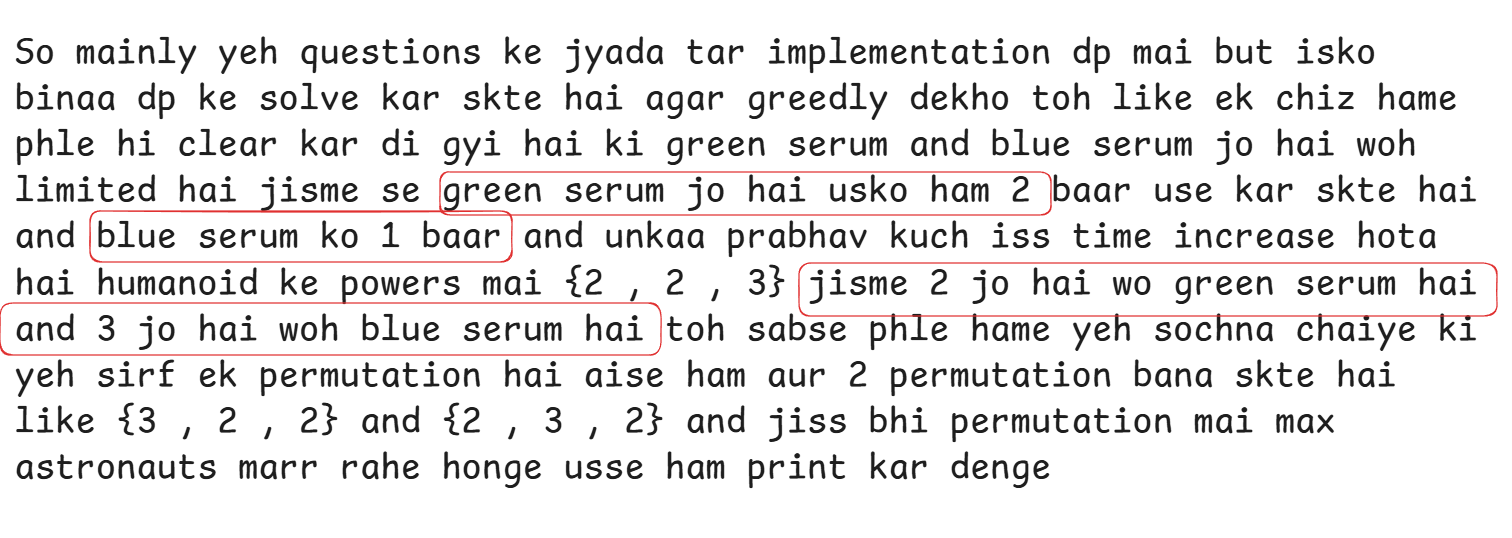 So mainly yeh questions ke jyada tar implementation dp mai but isko
binaa dp ke solve kar skte hai agar greedly dekho toh like ek chiz hame
phle hi clear kar di gyi hai ki green serum and blue serum jo hai woh
limited hai jisme se green serum jo hai usko ham 2 baar use kar skte hai
and blue serum ko 1 baar and unkaa prabhav kuch iss time increase hota
hai humanoid ke powers mai {2 , 2 , 3} jisme 2 jo hai wo green serum hai
and 3 jo hai woh blue serum hai toh sabse phle hame yeh sochna chaiye ki
yeh sirf ek permutation hai aise ham aur 2 permutation bana skte hai
like {3 , 2 , 2} and {2 , 3 , 2} and jiss bhi permutation mai max
astronauts marr rahe honge usse ham print kar denge